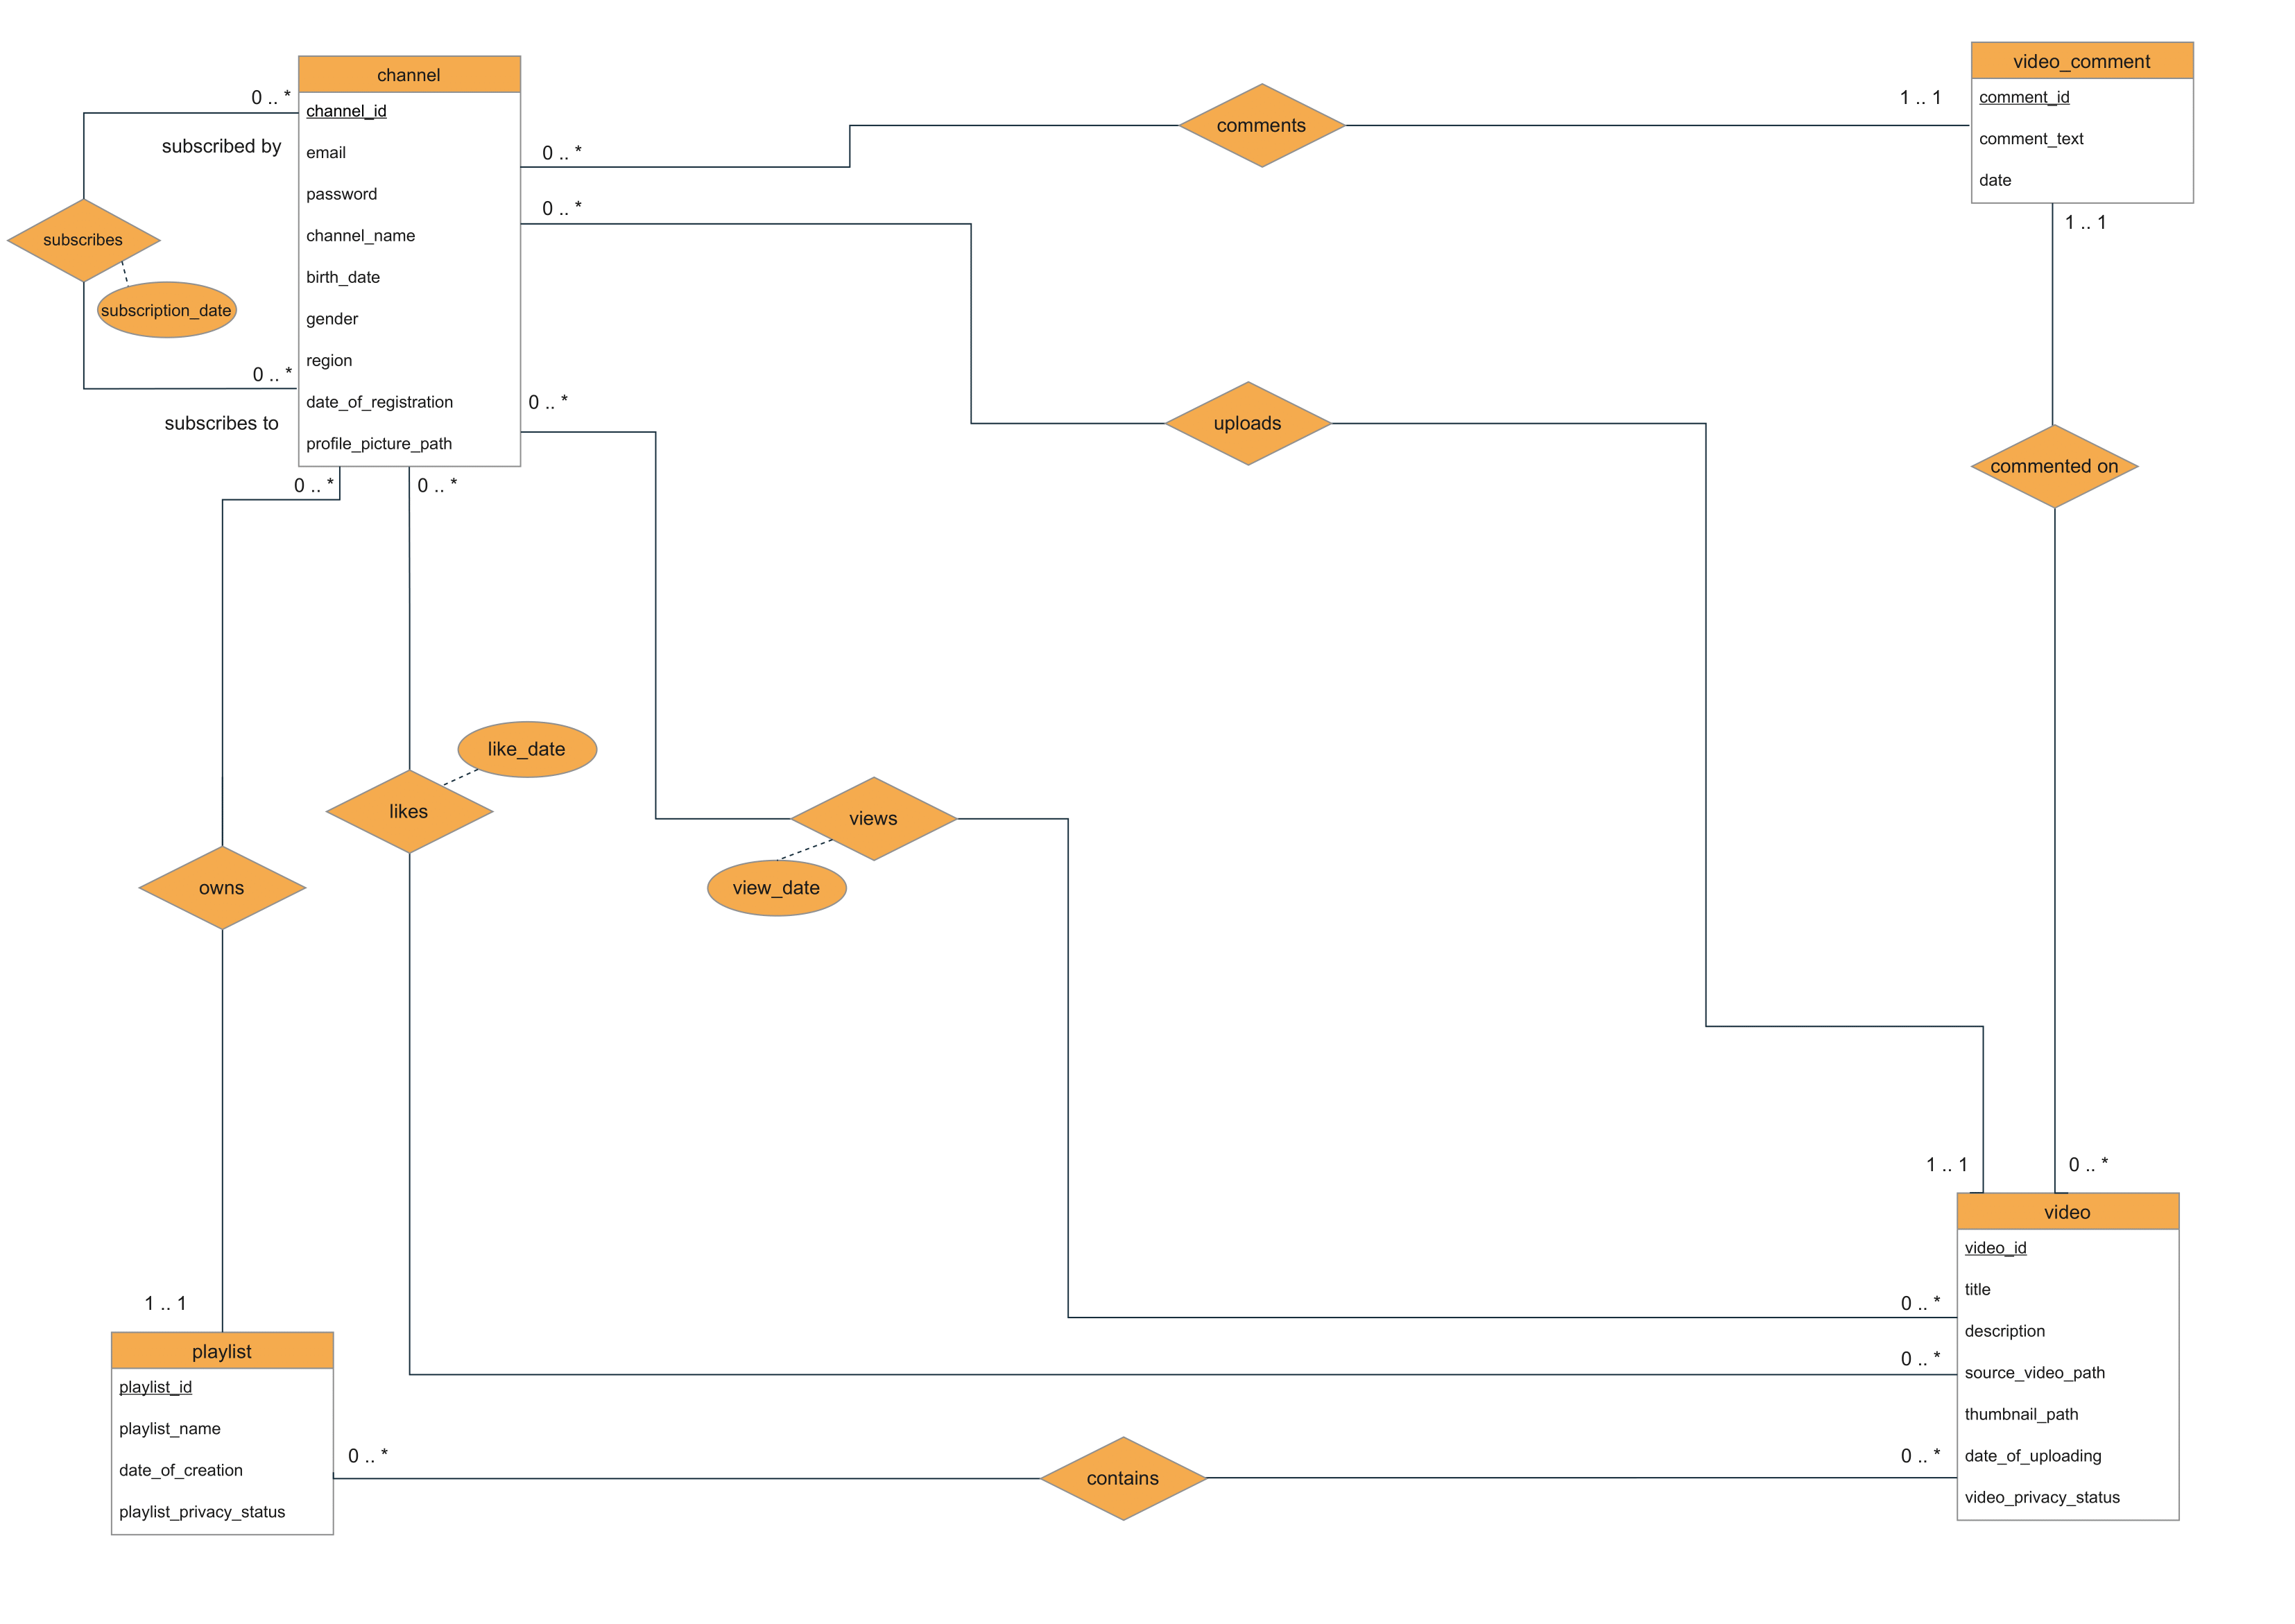 channel
channel_id
email
password
channel_name
birth_date
gender
region
date_of_registration
profile_picture_path
0 .. *
subscribed by
subscribes
subscription_date
0 .. *
subscribes to
0 .. *
comments
1 .. 1
video_comment
comment_id
comment_text
date
1 .. 1
commented on
0 .. *
0 .. *
uploads
1 .. 1
0 .. *
views
view_date
0 .. *
0 .. *
likes
like_date
0 .. *
0 .. *
owns
1 .. 1
playlist
playlist_id
playlist_name
date_of_creation
playlist_privacy_status
0 .. *
contains
0 .. *
video
video_id
title
description
source_video_path
thumbnail_path
date_of_uploading
video_privacy_status